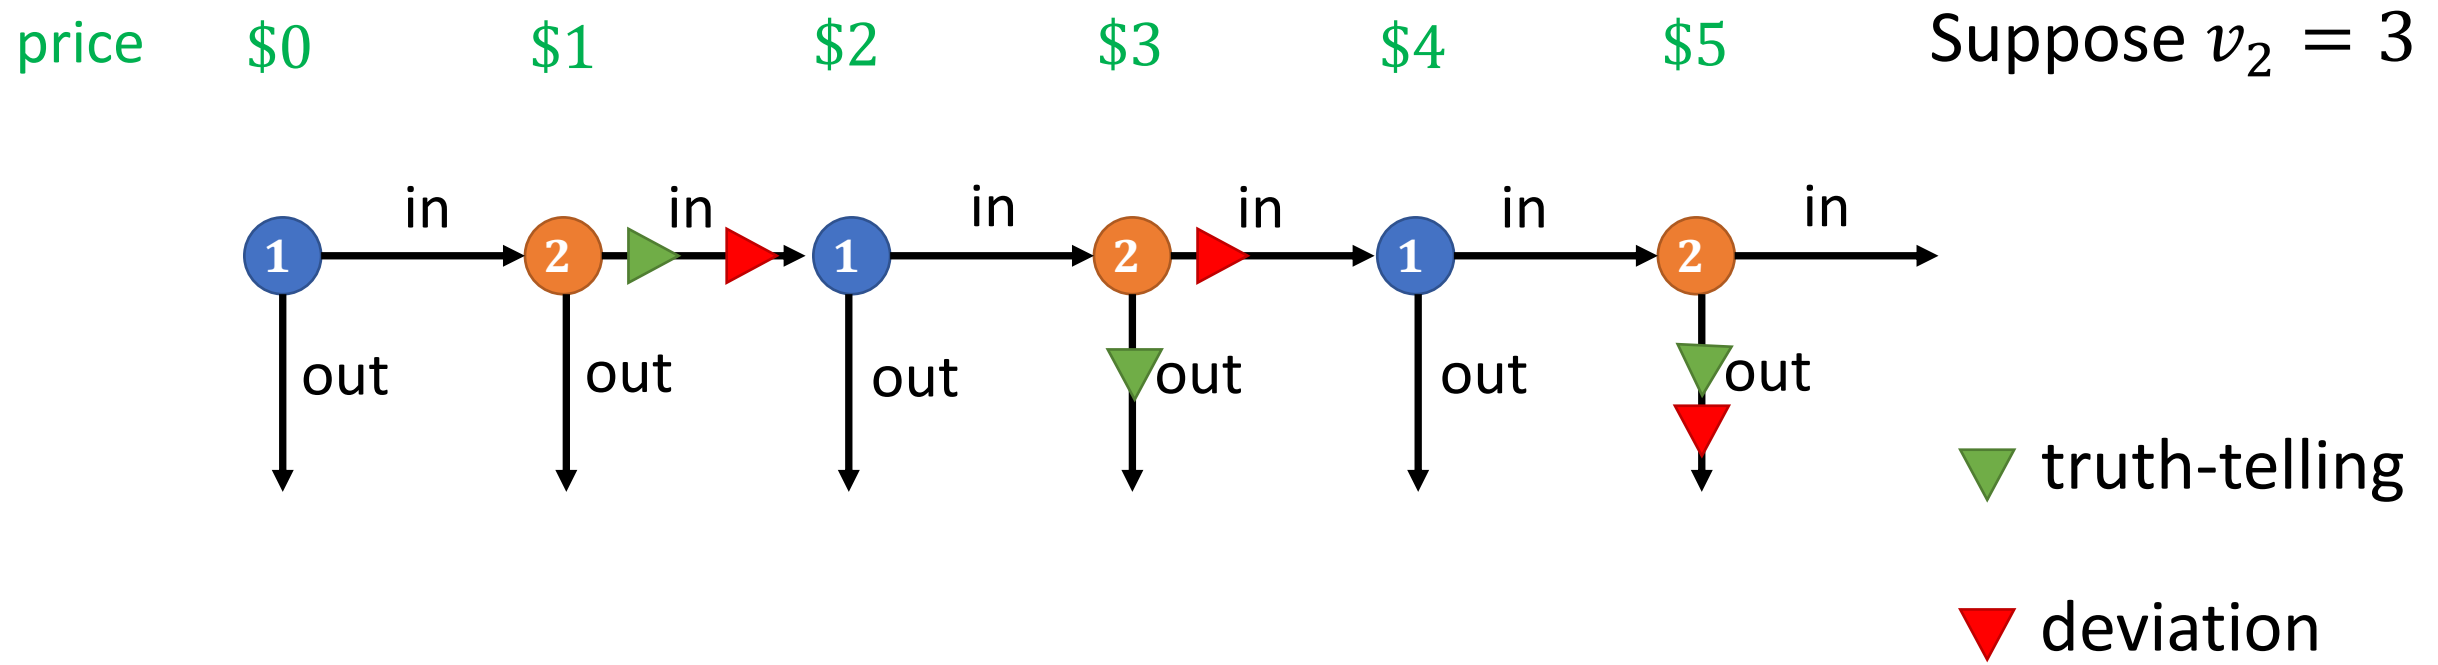 price $0 $1 $2 $3 $4 $5 Suppose v₂ = 3
in in in in in in
1 2 1 2 1 2
out out out out out out
truth-telling
deviation